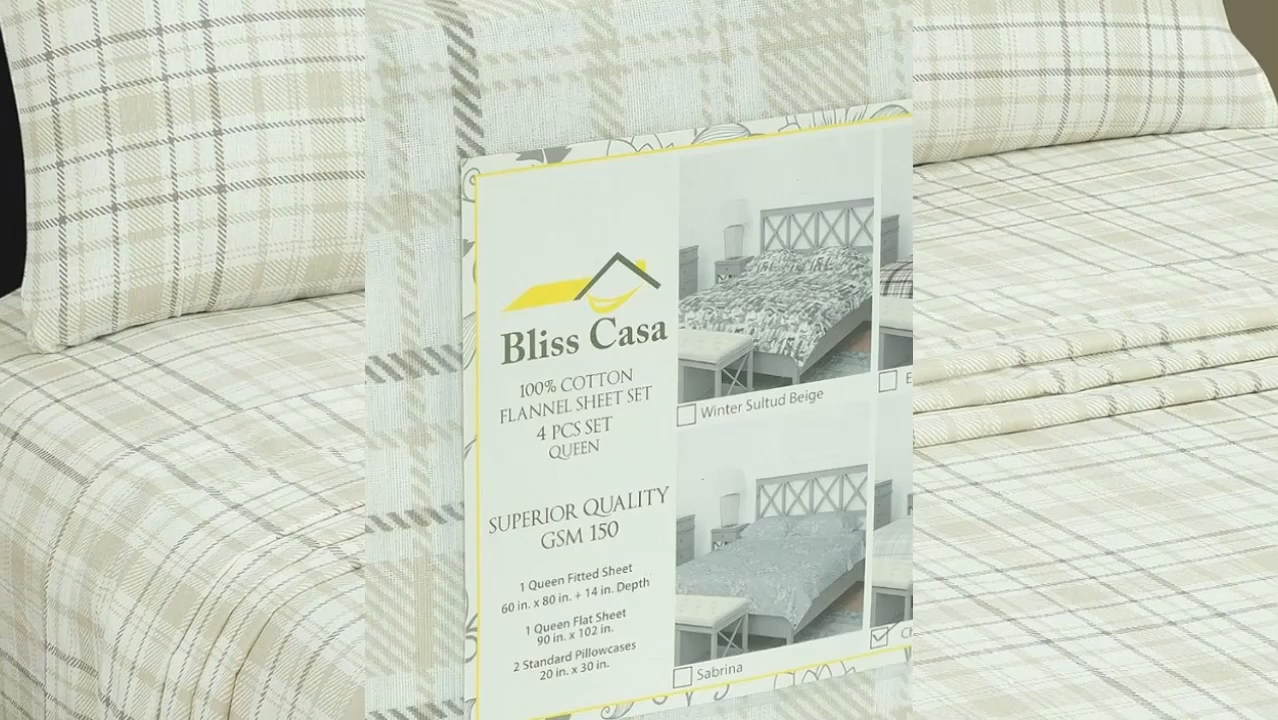 Bliss Casa
100% COTTON
FLANNEL SHEET SET
4 PCS SET
QUEEN
SUPERIOR QUALITY
GSM 150
1 Queen Fitted Sheet
60 in. x 80 in. + 14 in. Depth
1 Queen Flat Sheet
90 in. x 102 in.
2 Standard Pillowcases
20 in. x 30 in.
Winter Sultud Beige
Sabrina